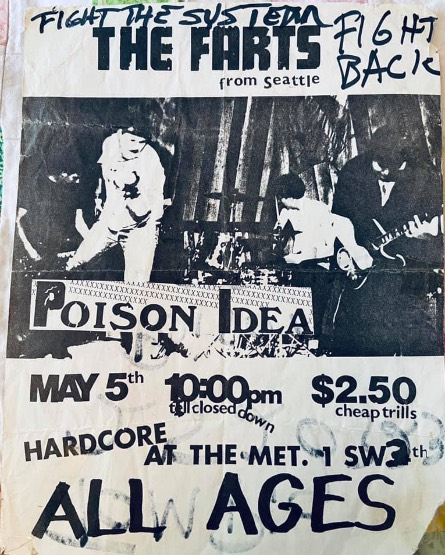 FIGHT THE SYSTEM FIGHT BACK
THE FARTS
from Seattle
POISON IDEA
MAY 5th 10:00pm $2.50
till closed down cheap trills
HARDCORE AT THE MET. 1 SW 3th
ALL AGES